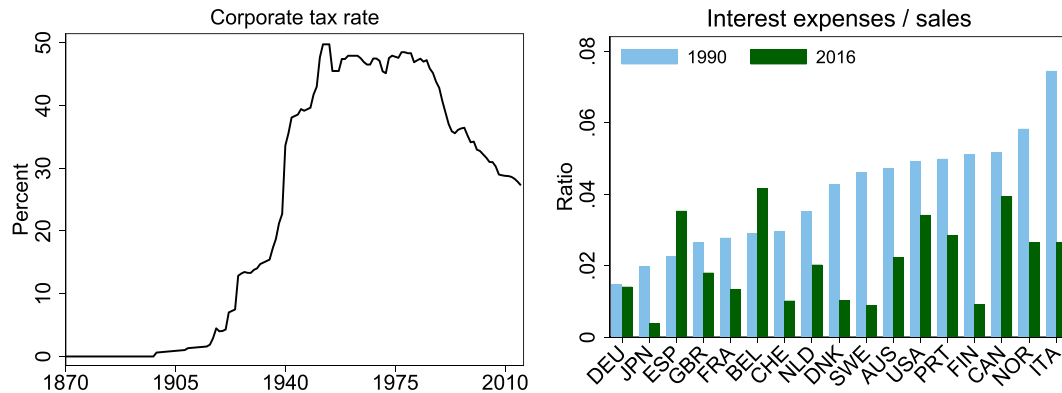 Corporate tax rate
Percent
50
40
30
20
10
0
1870 1905 1940 1975 2010
Interest expenses / sales
1990 2016
Ratio
.08
.06
.04
.02
0
DEU JPN ESP GBR FRA BEL CHE NLD DNK SWE AUS USA PRT FIN CAN NOR ITA